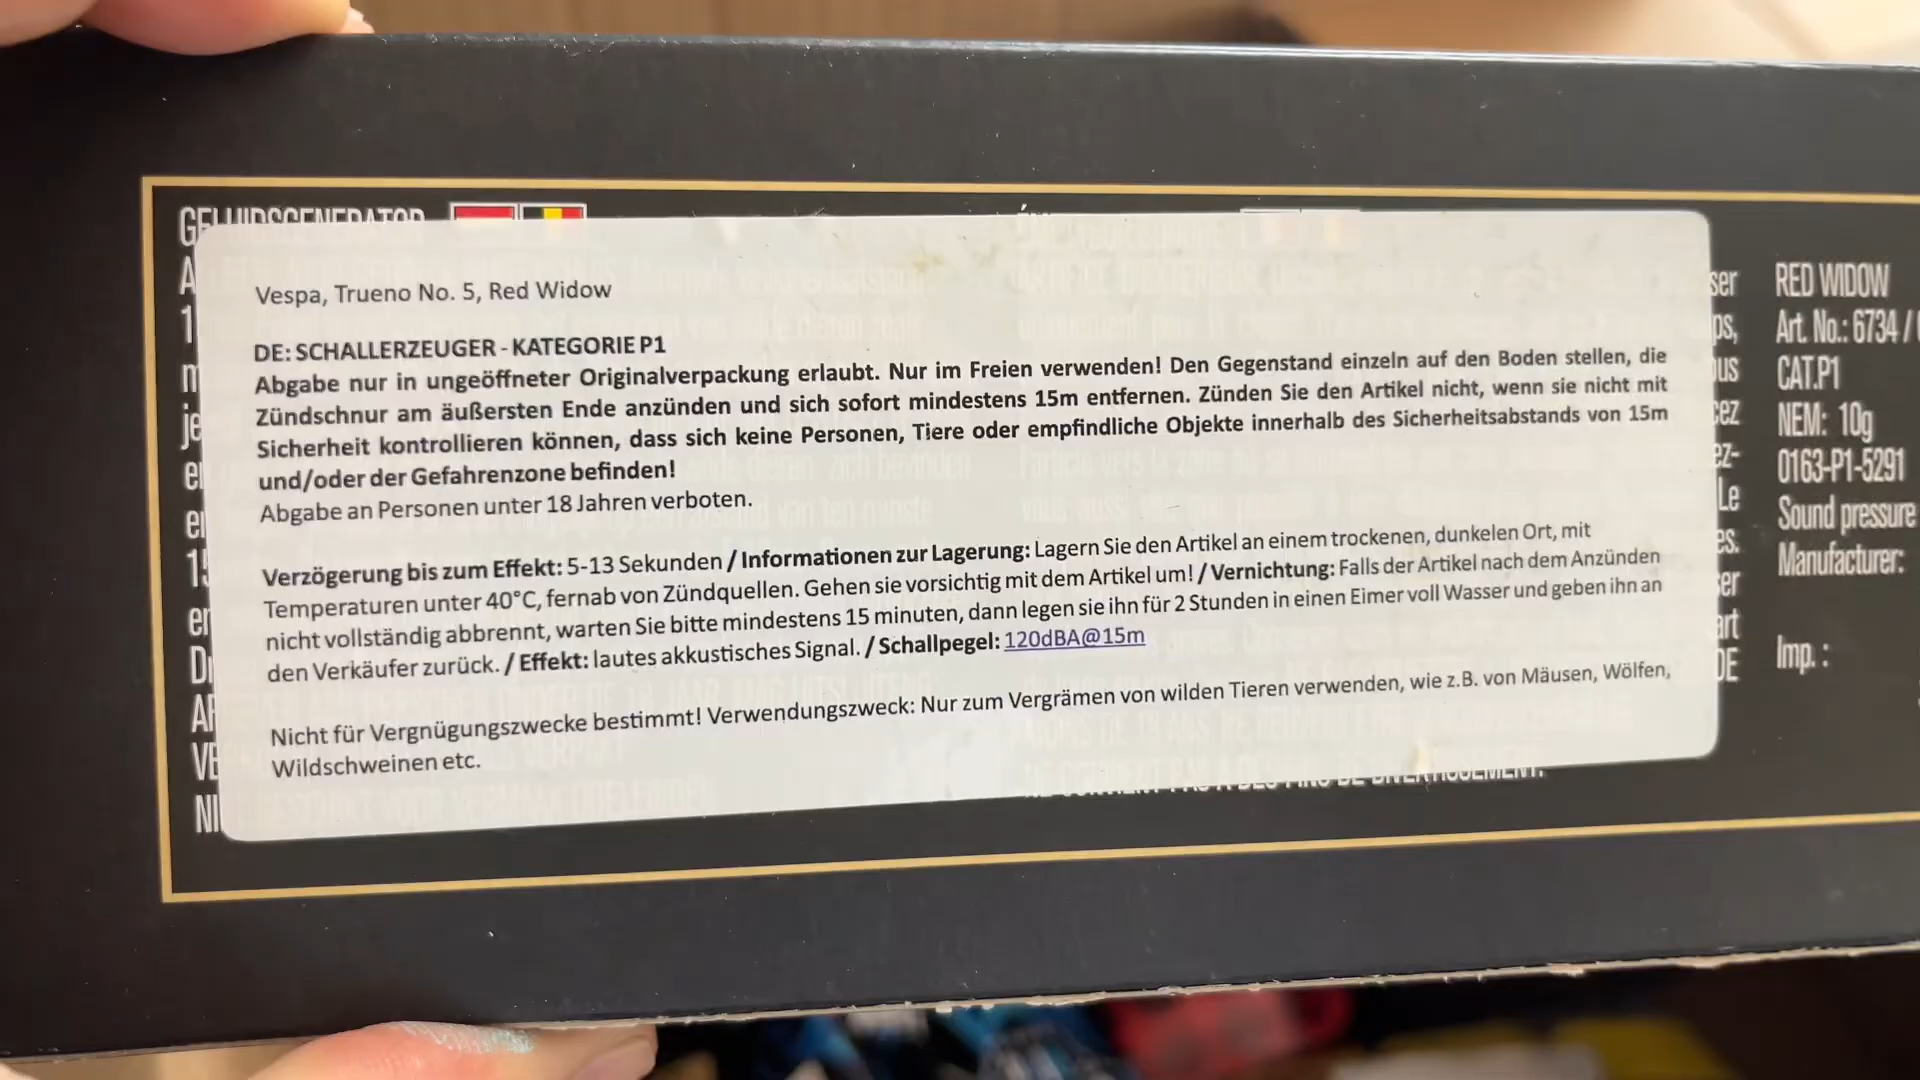 GELUIDSGENERATOR
Vespa, Trueno No. 5, Red Widow
DE: SCHALLERZEUGER - KATEGORIE P1
Abgabe nur in ungeöffneter Originalverpackung erlaubt. Nur im Freien verwenden! Den Gegenstand einzeln auf den Boden stellen, die
Zündschnur am äußersten Ende anzünden und sich sofort mindestens 15m entfernen. Zünden Sie den Artikel nicht, wenn sie nicht mit
Sicherheit kontrollieren können, dass sich keine Personen, Tiere oder empfindliche Objekte innerhalb des Sicherheitsabstands von 15m
und/oder der Gefahrenzone befinden!
Abgabe an Personen unter 18 Jahren verboten.
Verzögerung bis zum Effekt: 5-13 Sekunden / Informationen zur Lagerung: Lagern Sie den Artikel an einem trockenen, dunkelen Ort, mit
Temperaturen unter 40°C, fernab von Zündquellen. Gehen sie vorsichtig mit dem Artikel um! / Vernichtung: Falls der Artikel nach dem Anzünden
nicht vollständig abbrennt, warten Sie bitte mindestens 15 minuten, dann legen sie ihn für 2 Stunden in einen Eimer voll Wasser und geben ihn an
den Verkäufer zurück. / Effekt: lautes akkustisches Signal. / Schallpegel: 120dBA@15m
Nicht für Vergnügungszwecke bestimmt! Verwendungszweck: Nur zum Vergrämen von wilden Tieren verwenden, wie z.B. von Mäusen, Wölfen,
Wildschweinen etc.
RED WIDOW
Art. No.: 6734 /
CAT.P1
NEM: 10g
0163-P1-5291
Sound pressure
Manufacturer:
Imp. :